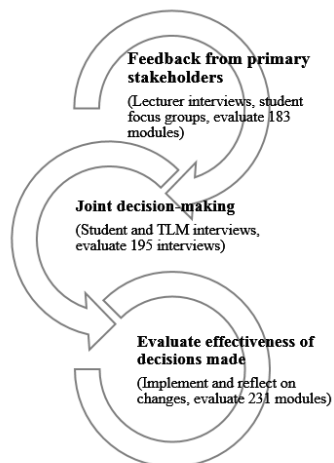 Feedback from primary
stakeholders
(Lecturer interviews, student
focus groups, evaluate 183
modules)
Joint decision-making
(Student and TLM interviews,
evaluate 195 interviews)
Evaluate effectiveness of
decisions made
(Implement and reflect on
changes, evaluate 231 modules)